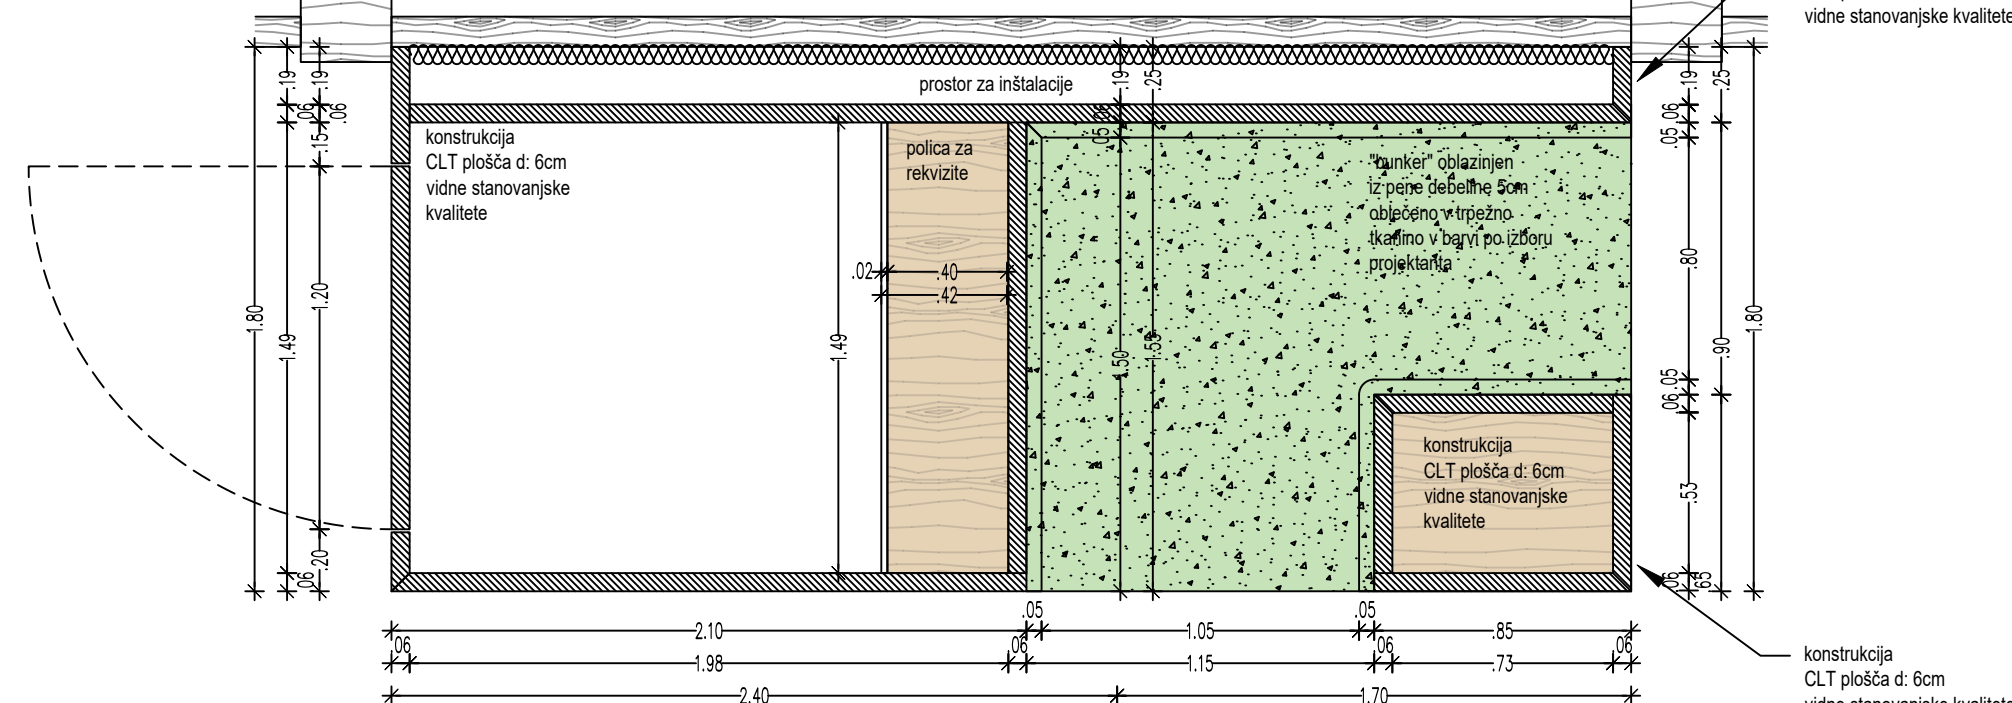 vidne stanovanjske kvalitete
prostor za inštalacije
konstrukcija
CLT plošča d: 6cm
vidne stanovanjske
kvalitete
polica za
rekvizite
"bunker" oblazinjen
iz pene debeline 5cm
oblečeno v trpežno
tkanino v barvi po izboru
projektanta
konstrukcija
CLT plošča d: 6cm
vidne stanovanjske
kvalitete
konstrukcija
CLT plošča d: 6cm
vidne stanovanjske kvalitete
.19
.19
.06
.06
.15
1.80
1.49
1.20
.20
.06
1.49
.02
.40
.42
.19
.25
.06
.05
1.50
1.55
.19
.25
.06
.05
.80
.90
1.80
.05
.06
.53
.06
.65
.05
.05
2.10
1.05
.85
.06
.06
.06
.06
1.98
1.15
.73
2.40
1.70